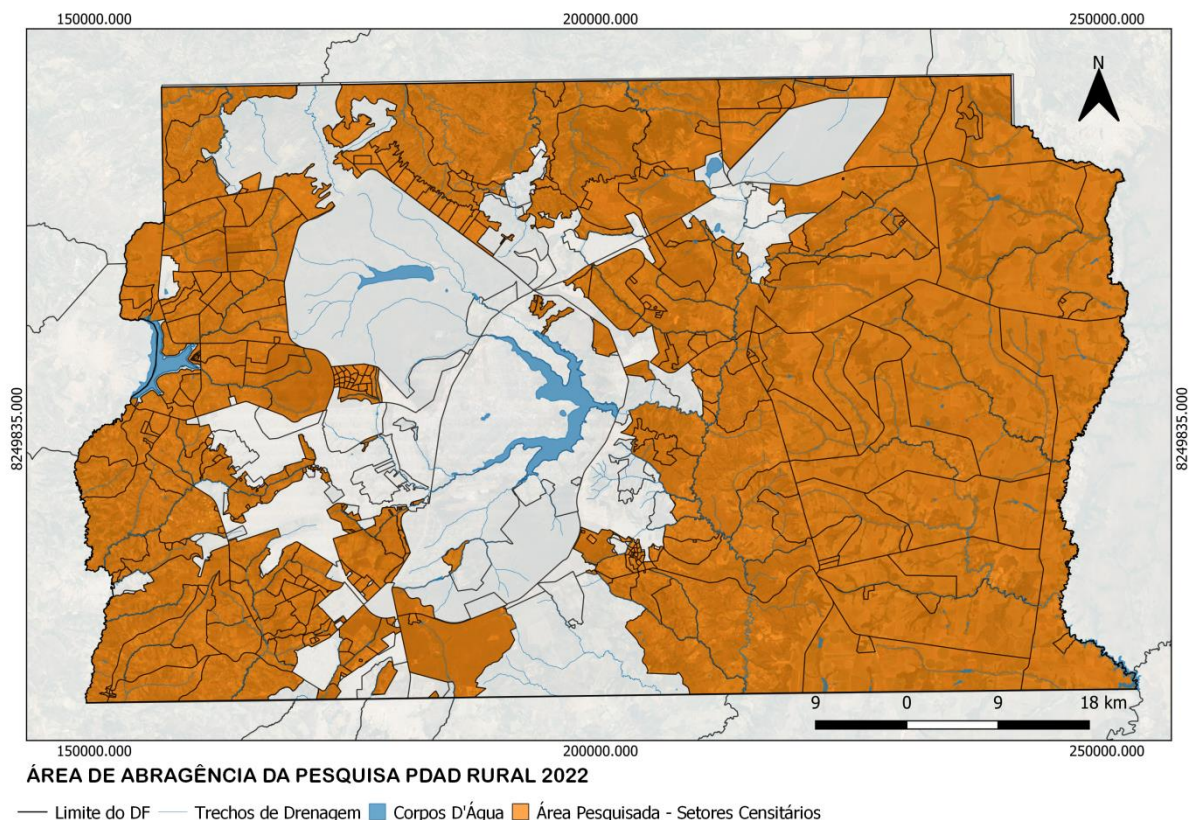 150000.000 200000.000 250000.000
N
8249835.000 8249835.000
9 0 9 18 km
150000.000 200000.000 250000.000
ÁREA DE ABRAGÊNCIA DA PESQUISA PDAD RURAL 2022
Limite do DF Trechos de Drenagem Corpos D'Água Área Pesquisada - Setores Censitários